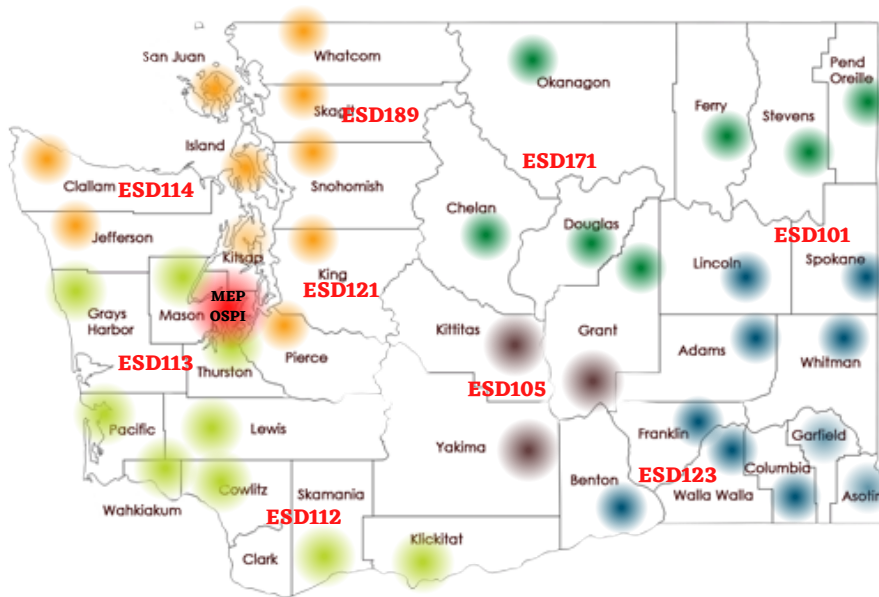 San Juan
Whatcom
Okanagon
Pend
Oreille
Ferry
Stevens
Skagit
ESD189
Island
ESD171
Snohomish
Clallam
ESD114
Chelan
Douglas
Jefferson
Kitsap
ESD101
King
Lincoln
Spokane
ESD121
MEP
OSPI
Mason
Grays
Harbor
Kittitas
Grant
Adams
Whitman
Pierce
ESD113
Thurston
ESD105
Pacific
Lewis
Yakima
Franklin
Garfield
ESD123
Columbia
Benton
Walla Walla
Asotin
Cowlitz
Skamania
Wahkiakum
ESD112
Klickitat
Clark